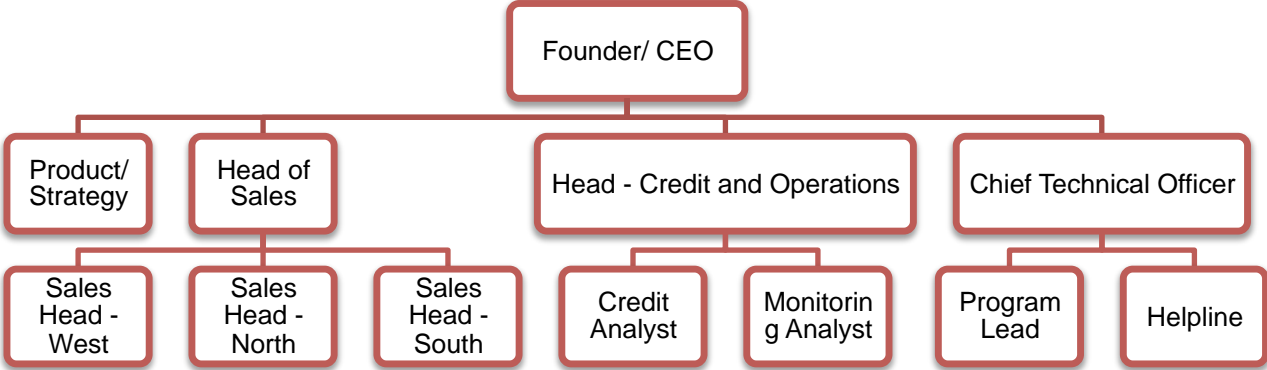 Founder/ CEO
Product/
Strategy
Head of
Sales
Head - Credit and Operations
Chief Technical Officer
Sales
Head -
West
Sales
Head -
North
Sales
Head -
South
Credit
Analyst
Monitorin
g Analyst
Program
Lead
Helpline